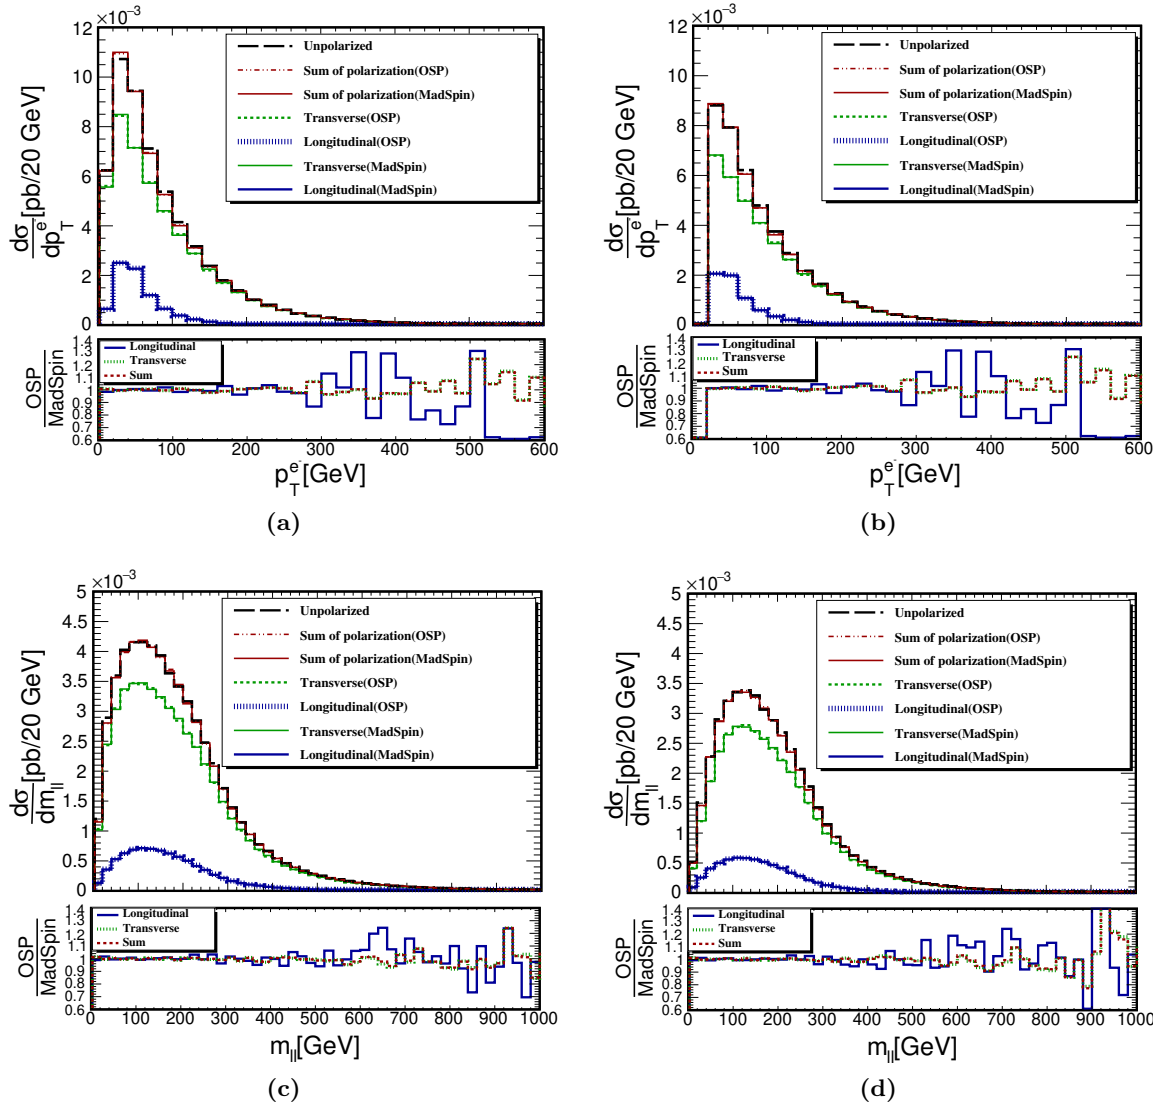 ×10⁻³
12
10
8
6
4
2
0
dσ/dp_T^{e⁻} [pb/20 GeV]
Unpolarized
Sum of polarization(OSP)
Sum of polarization(MadSpin)
Transverse(OSP)
Longitudinal(OSP)
Transverse(MadSpin)
Longitudinal(MadSpin)
OSP/MadSpin
1.4
1.3
1.2
1.1
1.0
0.9
0.8
0.7
0.6
Longitudinal
Transverse
Sum
0 100 200 300 400 500 600
p_T^{e⁻}[GeV]
(a)
×10⁻³
12
10
8
6
4
2
0
dσ/dp_T^{e⁻} [pb/20 GeV]
Unpolarized
Sum of polarization(OSP)
Sum of polarization(MadSpin)
Transverse(OSP)
Longitudinal(OSP)
Transverse(MadSpin)
Longitudinal(MadSpin)
OSP/MadSpin
1.4
1.3
1.2
1.1
1.0
0.9
0.8
0.7
0.6
Longitudinal
Transverse
Sum
0 100 200 300 400 500 600
p_T^{e⁻}[GeV]
(b)
×10⁻³
5
4.5
4
3.5
3
2.5
2
1.5
1
0.5
0
dσ/dm_ll [pb/20 GeV]
Unpolarized
Sum of polarization(OSP)
Sum of polarization(MadSpin)
Transverse(OSP)
Longitudinal(OSP)
Transverse(MadSpin)
Longitudinal(MadSpin)
OSP/MadSpin
1.4
1.3
1.2
1.1
1.0
0.9
0.8
0.7
0.6
Longitudinal
Transverse
Sum
0 100 200 300 400 500 600 700 800 900 1000
m_ll[GeV]
(c)
×10⁻³
5
4.5
4
3.5
3
2.5
2
1.5
1
0.5
0
dσ/dm_ll [pb/20 GeV]
Unpolarized
Sum of polarization(OSP)
Sum of polarization(MadSpin)
Transverse(OSP)
Longitudinal(OSP)
Transverse(MadSpin)
Longitudinal(MadSpin)
OSP/MadSpin
1.4
1.3
1.2
1.1
1.0
0.9
0.8
0.7
0.6
Longitudinal
Transverse
Sum
0 100 200 300 400 500 600 700 800 900 1000
m_ll[GeV]
(d)